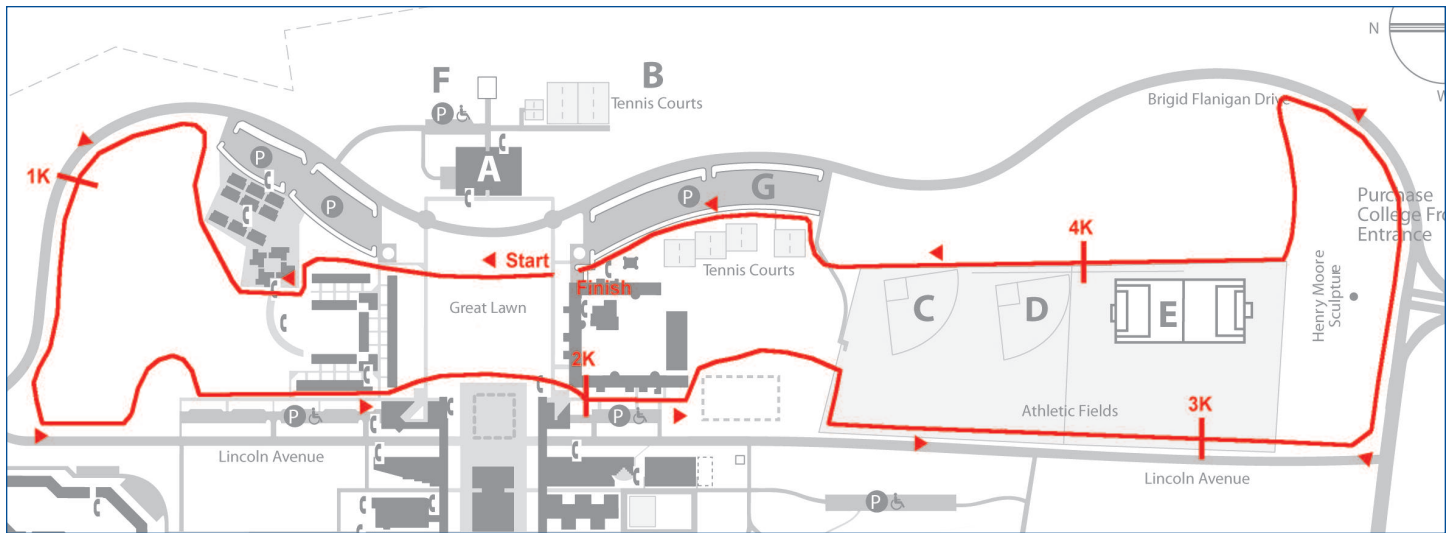 N
F
B
Tennis Courts
P
Brigid Flanigan Drive
W
P
A
1K
P
P
G
Purchase
College Fro
Entrance
4K
Start
Tennis Courts
Finish
Great Lawn
C
D
E
Henry Moore
Sculpture
2K
P
P
Athletic Fields
3K
Lincoln Avenue
Lincoln Avenue
P